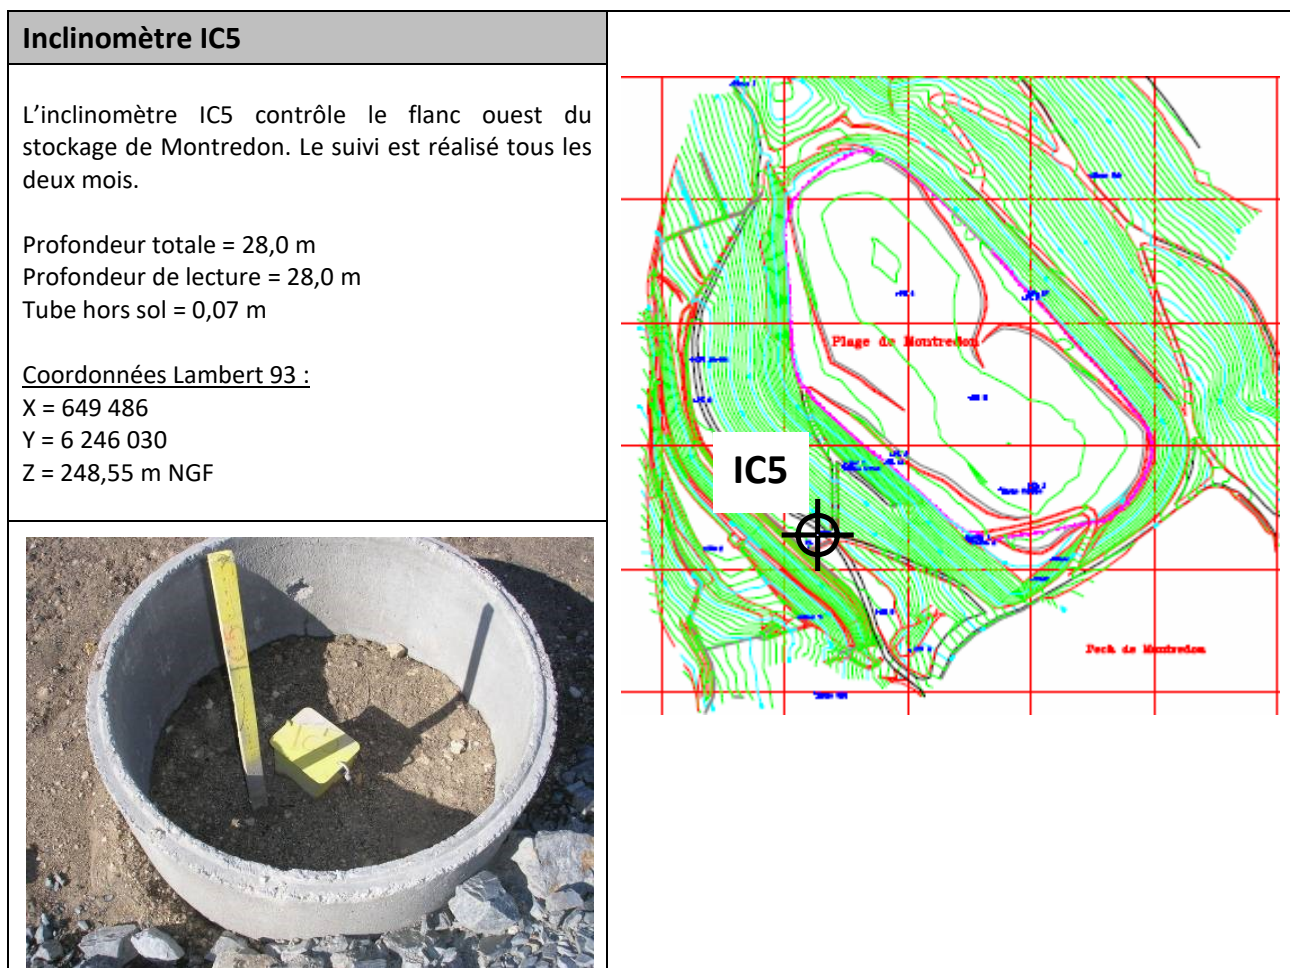 Inclinomètre IC5
L'inclinomètre IC5 contrôle le flanc ouest du
stockage de Montredon. Le suivi est réalisé tous les
deux mois.
Profondeur totale = 28,0 m
Profondeur de lecture = 28,0 m
Tube hors sol = 0,07 m
Coordonnées Lambert 93 :
X = 649 486
Y = 6 246 030
Z = 248,55 m NGF
Plage de Montredon
IC5
Pech de Montredon